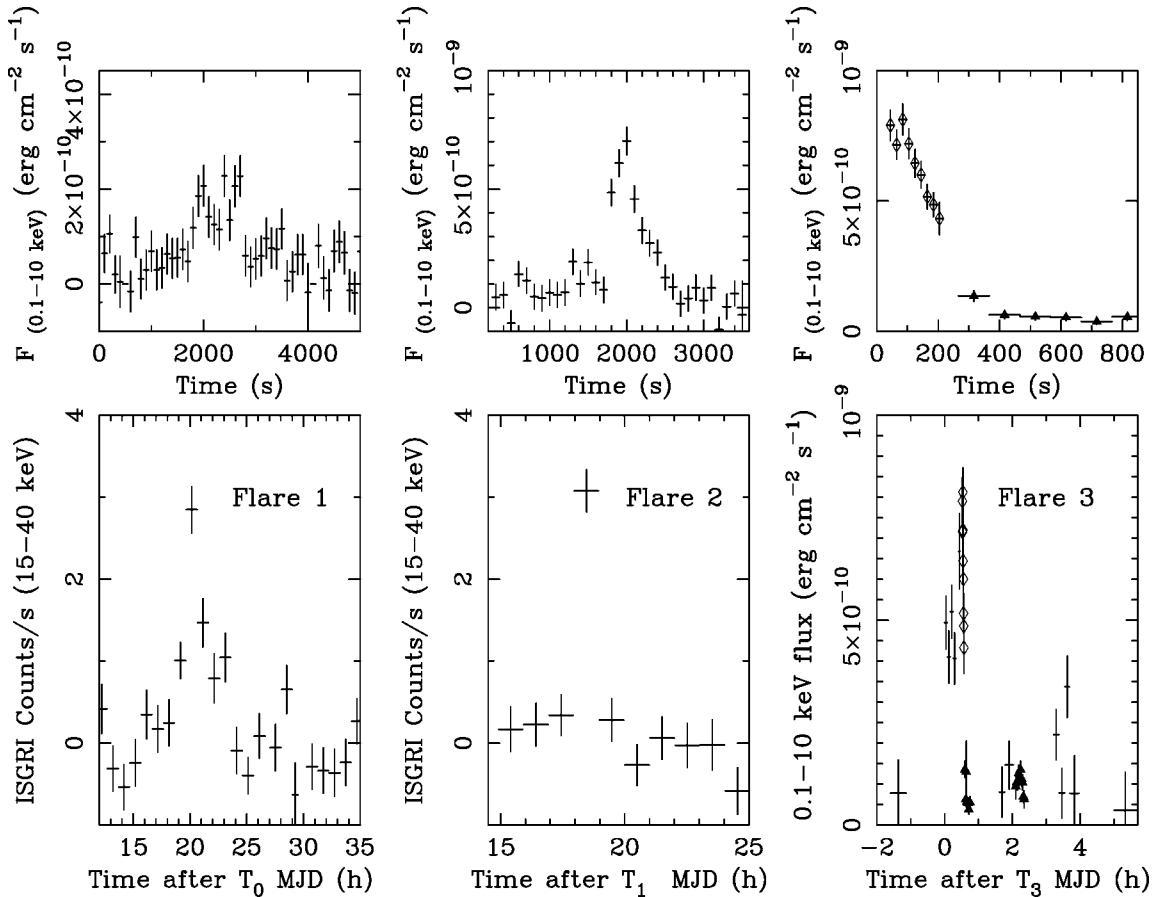 F (0.1−10 keV) (erg cm−2 s−1)
0 2×10−10 4×10−10
0 2000 4000
Time (s)
F (0.1−10 keV) (erg cm−2 s−1)
0 5×10−10 10−9
1000 2000 3000
Time (s)
F (0.1−10 keV) (erg cm−2 s−1)
0 5×10−10 10−9
0 200 400 600 800
Time (s)
ISGRI Counts/s (15−40 keV)
0 2 4
Flare 1
15 20 25 30 35
Time after T0 MJD (h)
ISGRI Counts/s (15−40 keV)
0 2 4
Flare 2
15 20 25
Time after T1 MJD (h)
0.1−10 keV flux (erg cm−2 s−1)
0 5×10−10 10−9
Flare 3
−2 0 2 4
Time after T3 MJD (h)